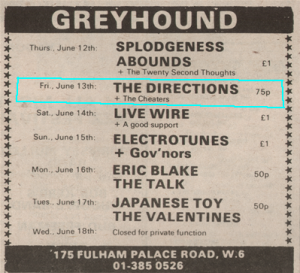 GREYHOUND
Thurs., June 12th: SPLODGENESS
ABOUNDS £1
+ The Twenty Second Thoughts
Fri., June 13th: THE DIRECTIONS 75p
+ The Cheaters
Sat., June 14th: LIVE WIRE £1
+ A good support
Sun., June 15th: ELECTROTUNES £1
+ Gov'nors
Mon., June 16th: ERIC BLAKE 50p
THE TALK
Tues., June 17th: JAPANESE TOY 50p
THE VALENTINES
Wed., June 18th: Closed for private function
175 FULHAM PALACE ROAD, W.6
01-385 0526